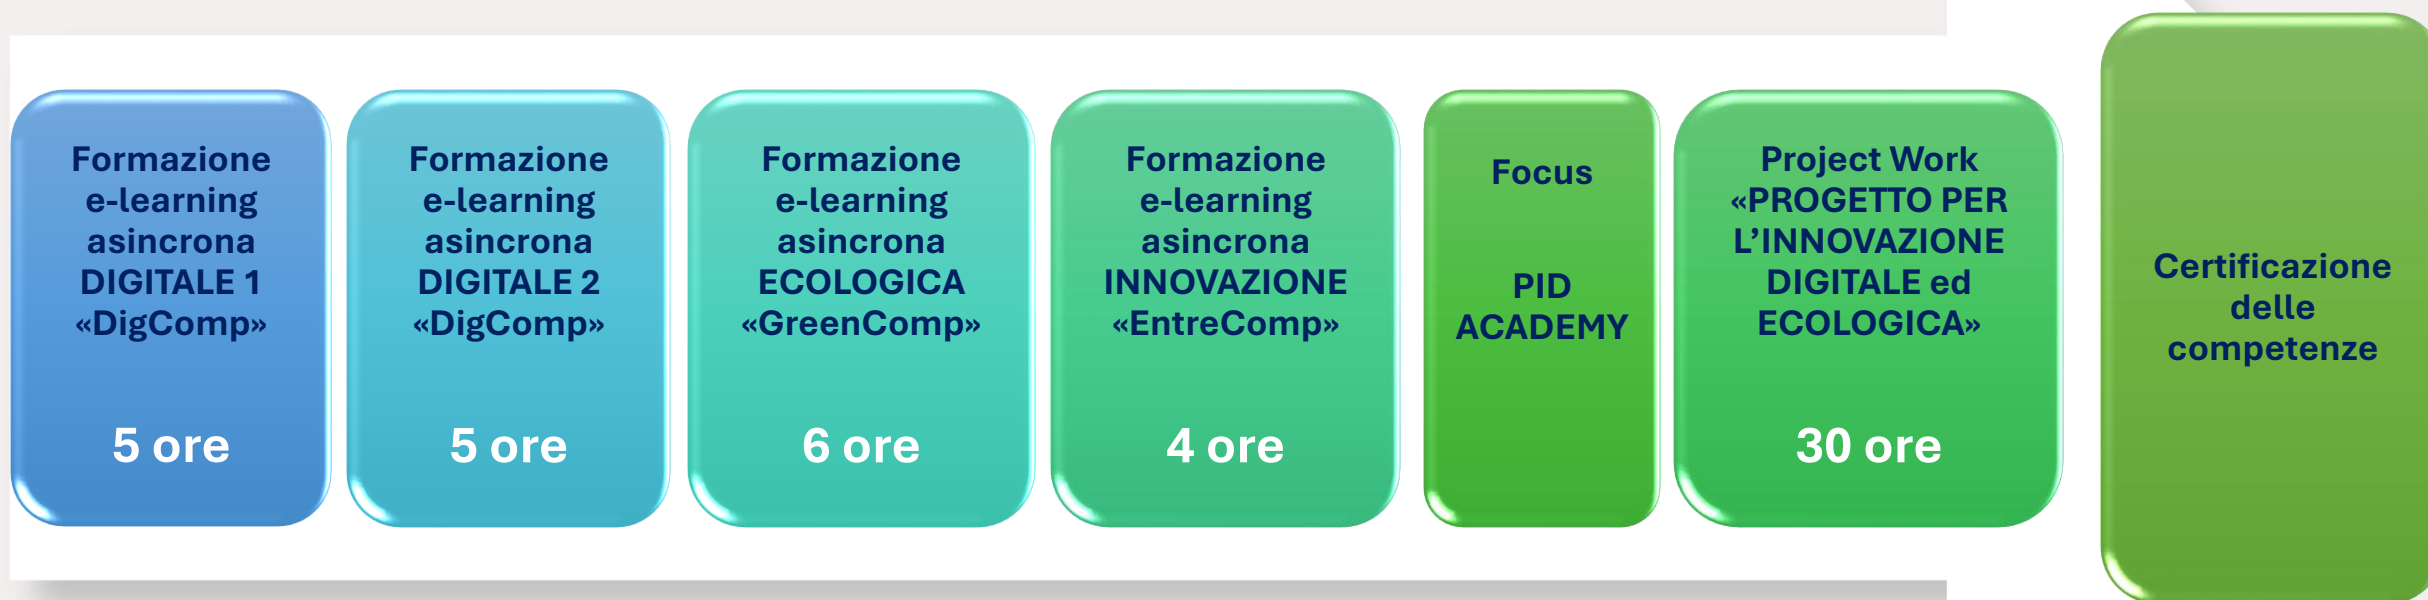 Formazione
e-learning
asincrona
DIGITALE 1
«DigComp»
5 ore
Formazione
e-learning
asincrona
DIGITALE 2
«DigComp»
5 ore
Formazione
e-learning
asincrona
ECOLOGICA
«GreenComp»
6 ore
Formazione
e-learning
asincrona
INNOVAZIONE
«EntreComp»
4 ore
Focus
PID
ACADEMY
Project Work
«PROGETTO PER
L’INNOVAZIONE
DIGITALE ed
ECOLOGICA»
30 ore
Certificazione
delle
competenze